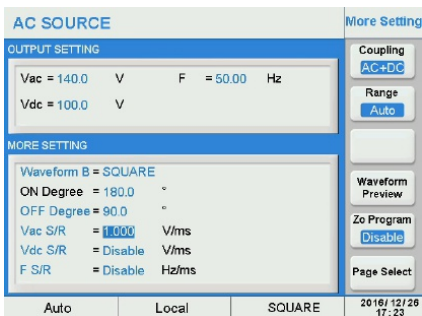 AC SOURCE
More Setting
OUTPUT SETTING
Vac = 140.0 V F = 50.00 Hz
Vdc = 100.0 V
MORE SETTING
Waveform B = SQUARE
ON Degree = 180.0 °
OFF Degree = 90.0 °
Vac S/R = 1.000 V/ms
Vdc S/R = Disable V/ms
F S/R = Disable Hz/ms
Coupling
AC+DC
Range
Auto
Waveform
Preview
Zo Program
Disable
Page Select
Auto Local SQUARE
2016/12/26
17:23